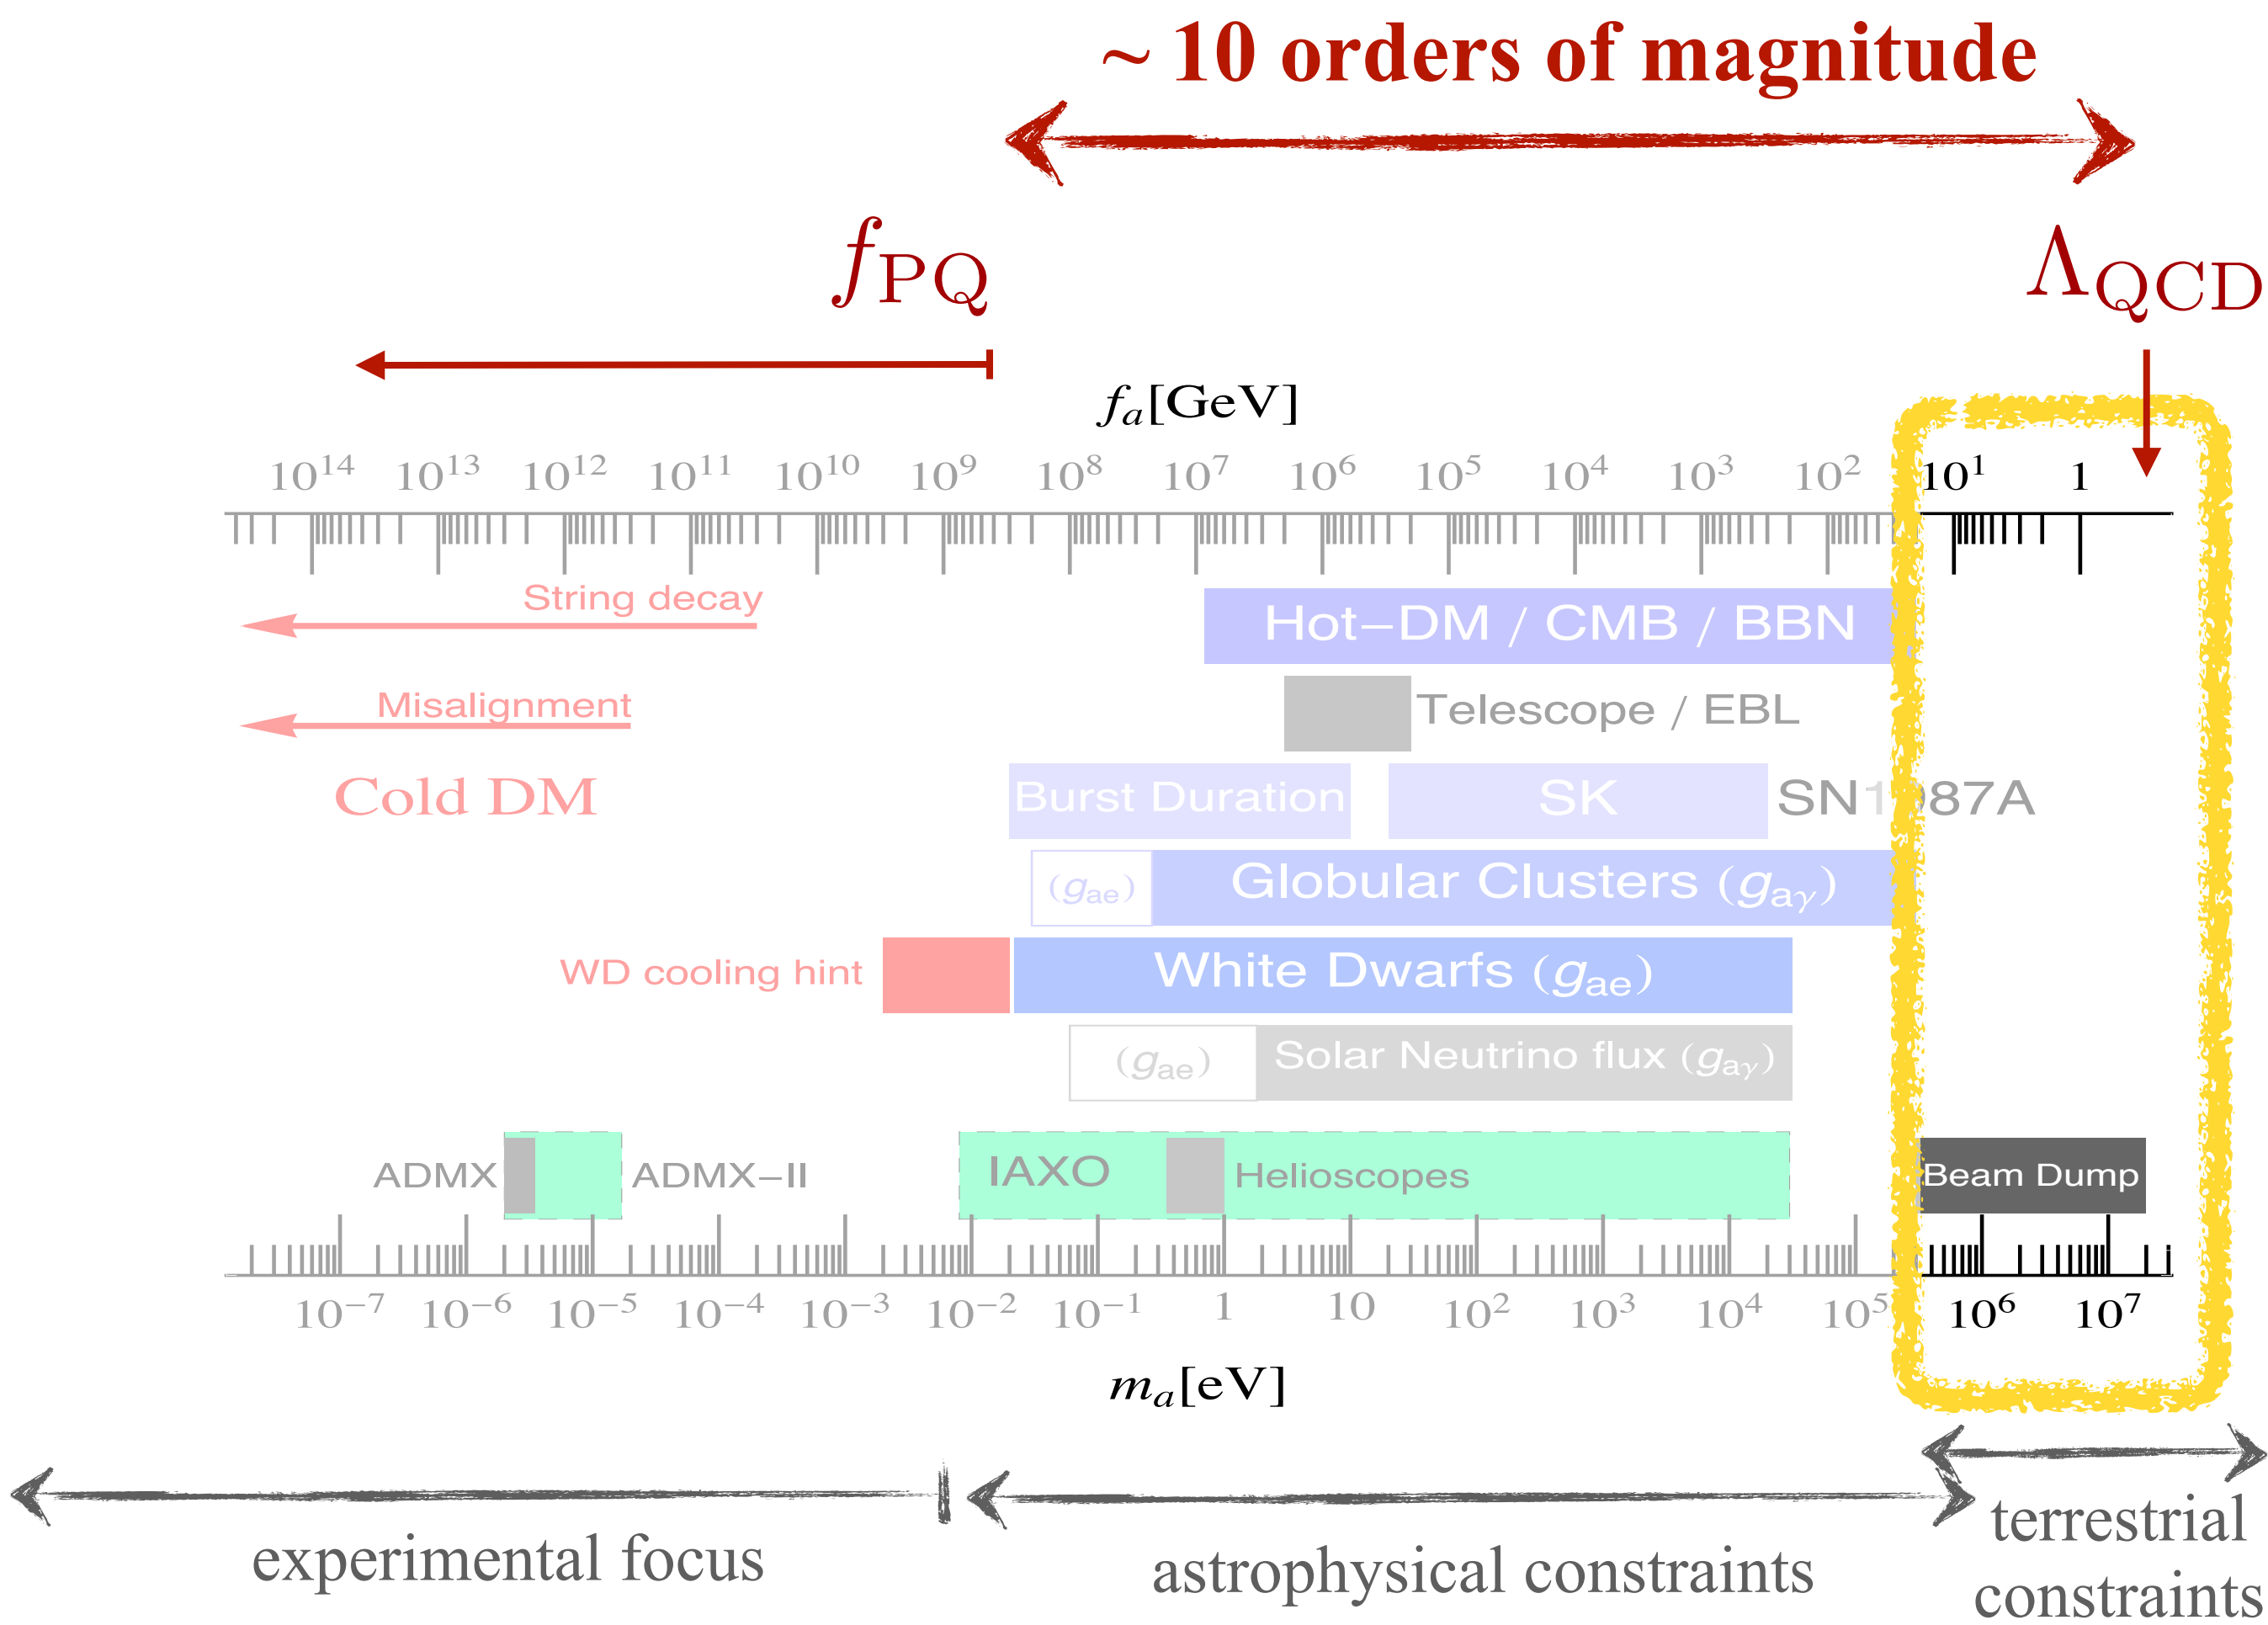 ~ 10 orders of magnitude
f_PQ
Λ_QCD
f_a[GeV]
10^14 10^13 10^12 10^11 10^10 10^9 10^8 10^7 10^6 10^5 10^4 10^3 10^2 10^1 1
String decay
Hot−DM / CMB / BBN
Misalignment
Telescope / EBL
Cold DM
Burst Duration SK SN1987A
(g_ae) Globular Clusters (g_aγ)
WD cooling hint White Dwarfs (g_ae)
(g_ae) Solar Neutrino flux (g_aγ)
ADMX ADMX−II IAXO Helioscopes Beam Dump
10^−7 10^−6 10^−5 10^−4 10^−3 10^−2 10^−1 1 10 10^2 10^3 10^4 10^5 10^6 10^7
m_a[eV]
experimental focus
astrophysical constraints
terrestrial
constraints